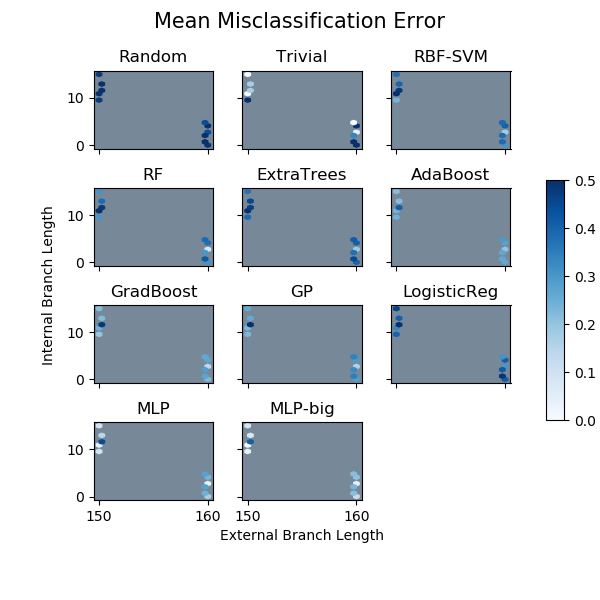 Mean Misclassification Error
Random Trivial RBF-SVM
10
0
RF ExtraTrees AdaBoost
10
0
GradBoost GP LogisticReg
10
0
MLP MLP-big
10
0
150 160 150 160
External Branch Length
Internal Branch Length
0.5
0.4
0.3
0.2
0.1
0.0